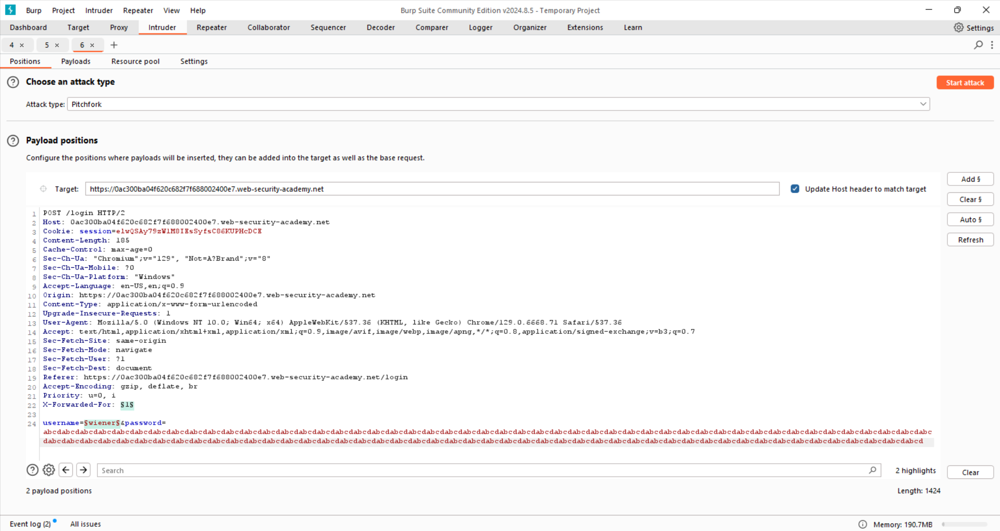 Burp Project Intruder Repeater View Help
Burp Suite Community Edition v2024.8.5 - Temporary Project
Dashboard Target Proxy Intruder Repeater Collaborator Sequencer Decoder Comparer Logger Organizer Extensions Learn
Settings
4 × 5 × 6 × +
Positions Payloads Resource pool Settings
Choose an attack type
Start attack
Attack type: Pitchfork
Payload positions
Configure the positions where payloads will be inserted, they can be added into the target as well as the base request.
Target: https://0ac300ba04f620c682f7f688002400e7.web-security-academy.net
Update Host header to match target
Add §
Clear §
Auto §
Refresh
1 POST /login HTTP/2
2 Host: 0ac300ba04f620c682f7f688002400e7.web-security-academy.net
3 Cookie: session=
4 Content-Length: 185
5 Cache-Control: max-age=0
6 Sec-Ch-Ua: "Chromium";v="129", "Not=A?Brand";v="8"
7 Sec-Ch-Ua-Mobile: ?0
8 Sec-Ch-Ua-Platform: "Windows"
9 Accept-Language: en-US,en;q=0.9
10 Origin: https://0ac300ba04f620c682f7f688002400e7.web-security-academy.net
11 Content-Type: application/x-www-form-urlencoded
12 Upgrade-Insecure-Requests: 1
13 User-Agent: Mozilla/5.0 (Windows NT 10.0; Win64; x64) AppleWebKit/537.36 (KHTML, like Gecko) Chrome/129.0.6668.71 Safari/537.36
14 Accept: text/html,application/xhtml+xml,application/xml;q=0.9,image/avif,image/webp,image/apng,*/*;q=0.8,application/signed-exchange;v=b3;q=0.7
15 Sec-Fetch-Site: same-origin
16 Sec-Fetch-Mode: navigate
17 Sec-Fetch-User: ?1
18 Sec-Fetch-Dest: document
19 Referer: https://0ac300ba04f620c682f7f688002400e7.web-security-academy.net/login
20 Accept-Encoding: gzip, deflate, br
21 Priority: u=0, i
22 X-Forwarded-For: §1§
23
24 username=§wiener§&password=
Search
2 highlights
Clear
2 payload positions
Length: 1424
Event log (2) All issues
Memory: 190.7MB